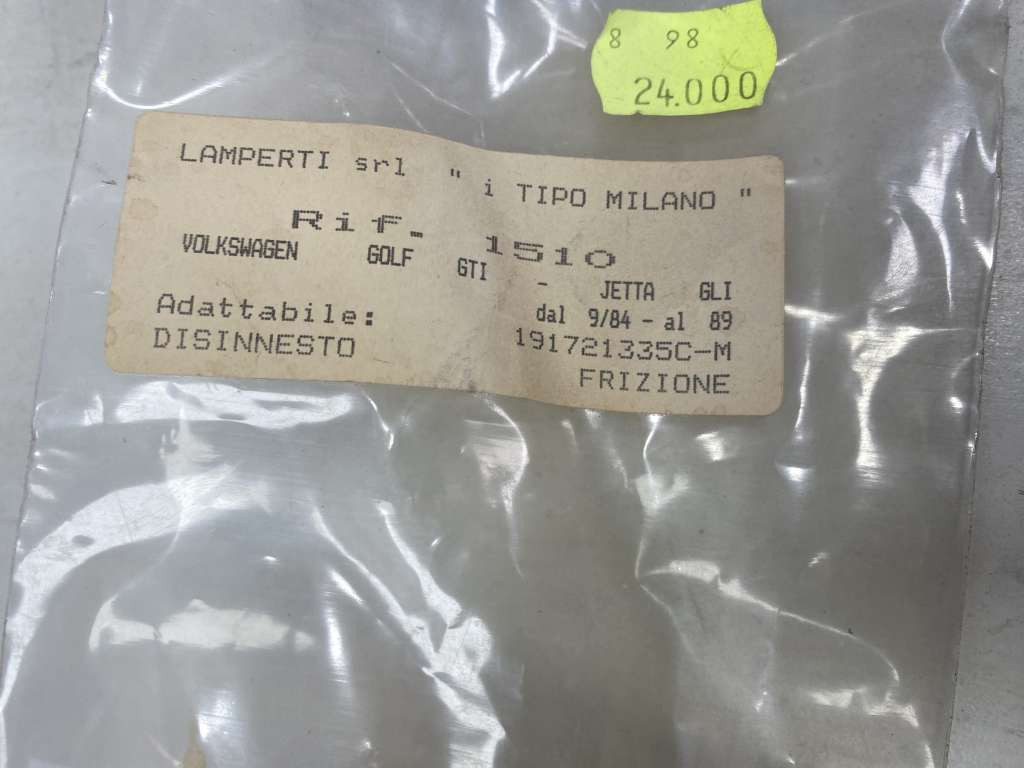 8 98
24.000
LAMPERTI srl " i TIPO MILANO "
Rif. 1510
VOLKSWAGEN GOLF GTI - JETTA GLI
dal 9/84 - al 89
Adattabile: 191721335C-M
DISINNESTO FRIZIONE